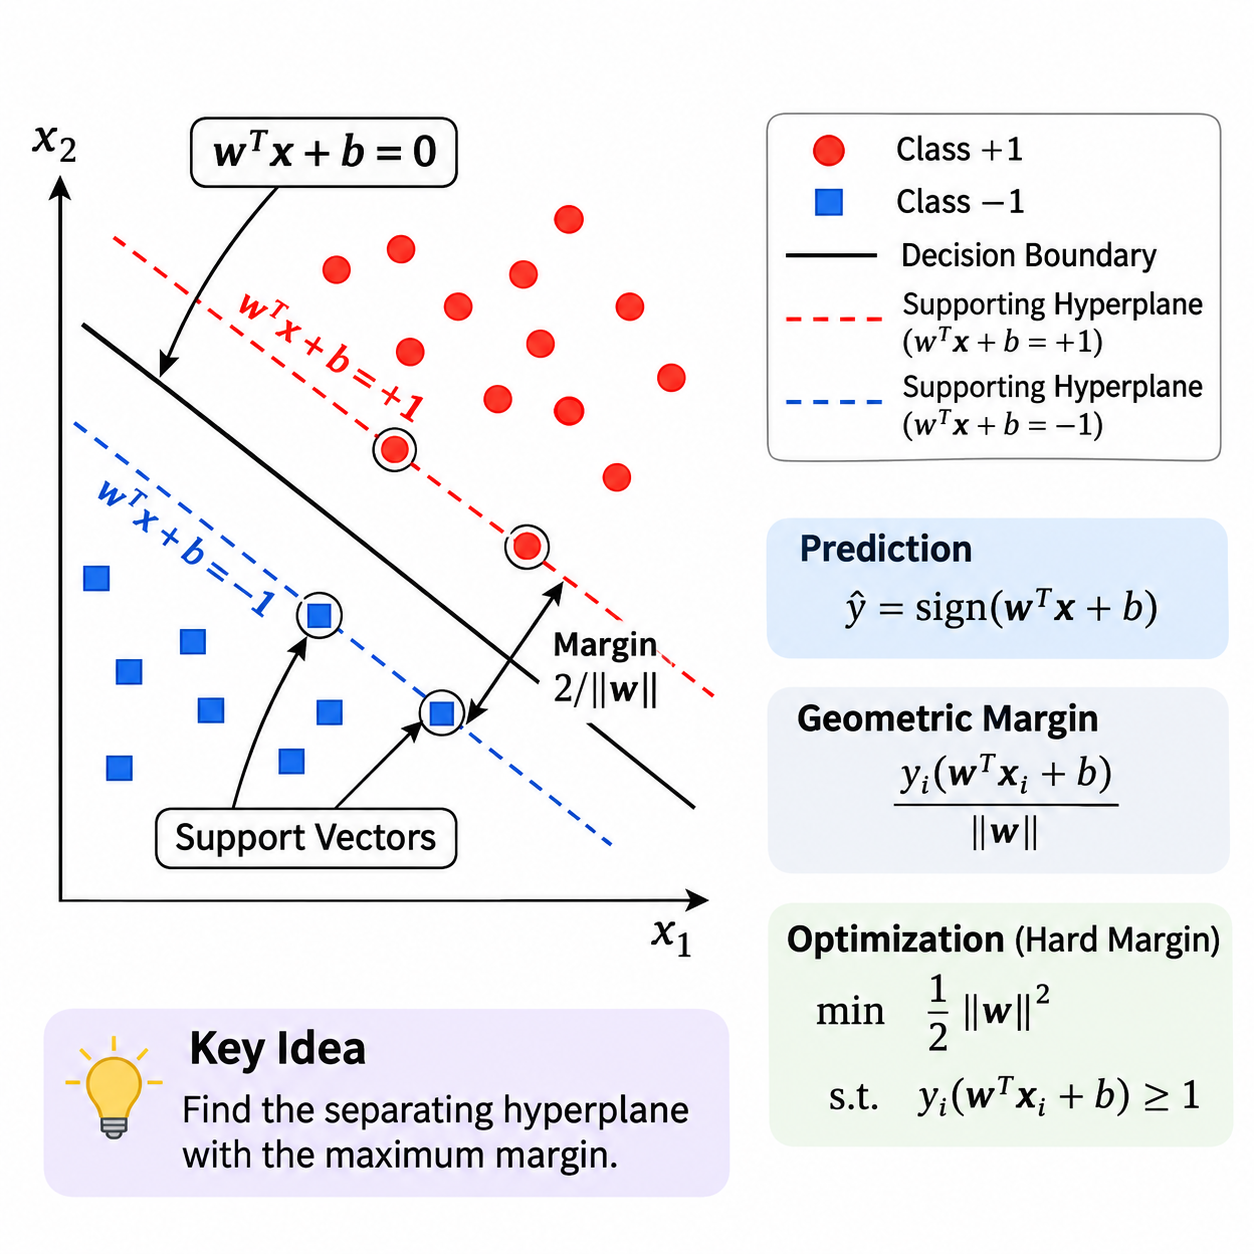 x₂
wᵀx + b = 0
wᵀx + b = +1
wᵀx + b = −1
Margin
2/‖w‖
Support Vectors
x₁
Class +1
Class −1
Decision Boundary
Supporting Hyperplane
(wᵀx + b = +1)
Supporting Hyperplane
(wᵀx + b = −1)
Prediction
ŷ = sign(wᵀx + b)
Geometric Margin
yᵢ(wᵀxᵢ + b)
‖w‖
Optimization (Hard Margin)
min 1/2 ‖w‖²
s.t. yᵢ(wᵀxᵢ + b) ≥ 1
Key Idea
Find the separating hyperplane
with the maximum margin.